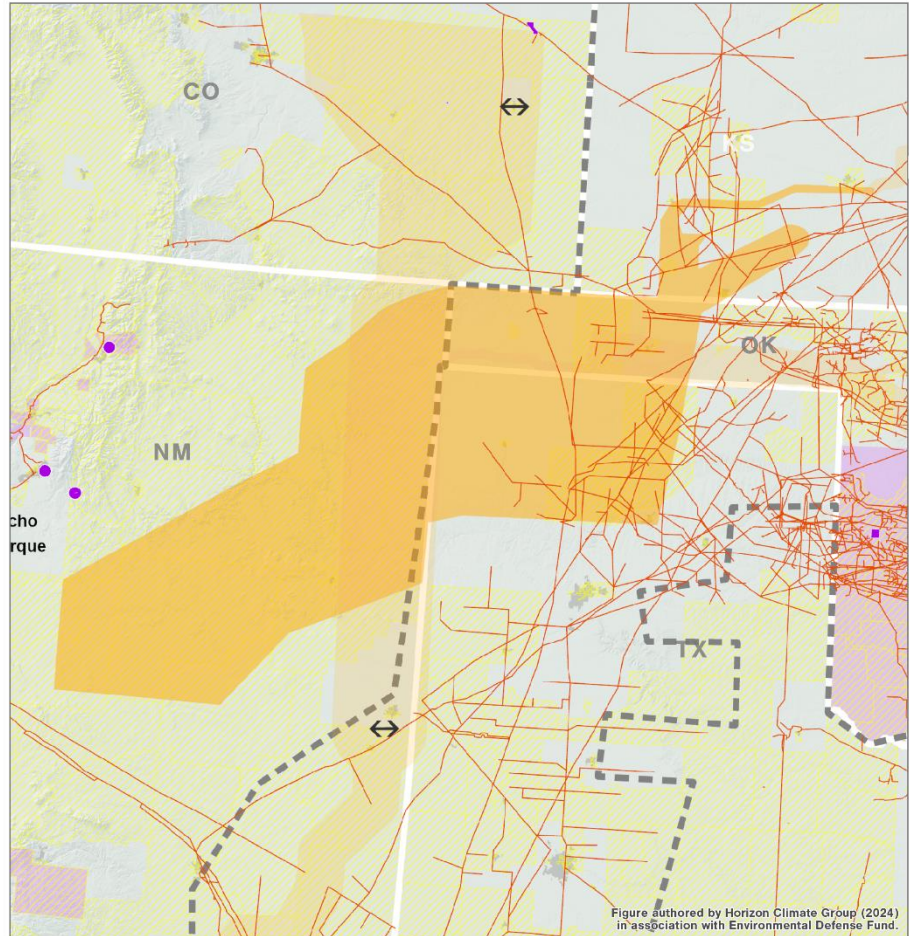 CO
KS
OK
NM
cho
rque
TX
Figure authored by Horizon Climate Group (2024)
in association with Environmental Defense Fund.